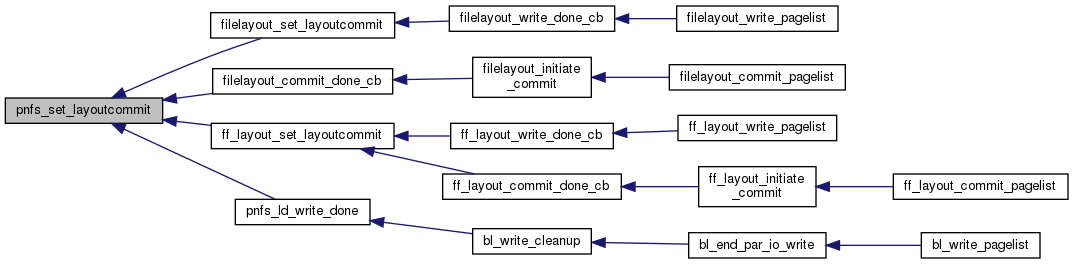 filelayout_set_layoutcommit
filelayout_write_done_cb
filelayout_write_pagelist
filelayout_commit_done_cb
filelayout_initiate
_commit
filelayout_commit_pagelist
pnfs_set_layoutcommit
ff_layout_set_layoutcommit
ff_layout_write_done_cb
ff_layout_write_pagelist
ff_layout_commit_done_cb
ff_layout_initiate
_commit
ff_layout_commit_pagelist
pnfs_ld_write_done
bl_write_cleanup
bl_end_par_io_write
bl_write_pagelist